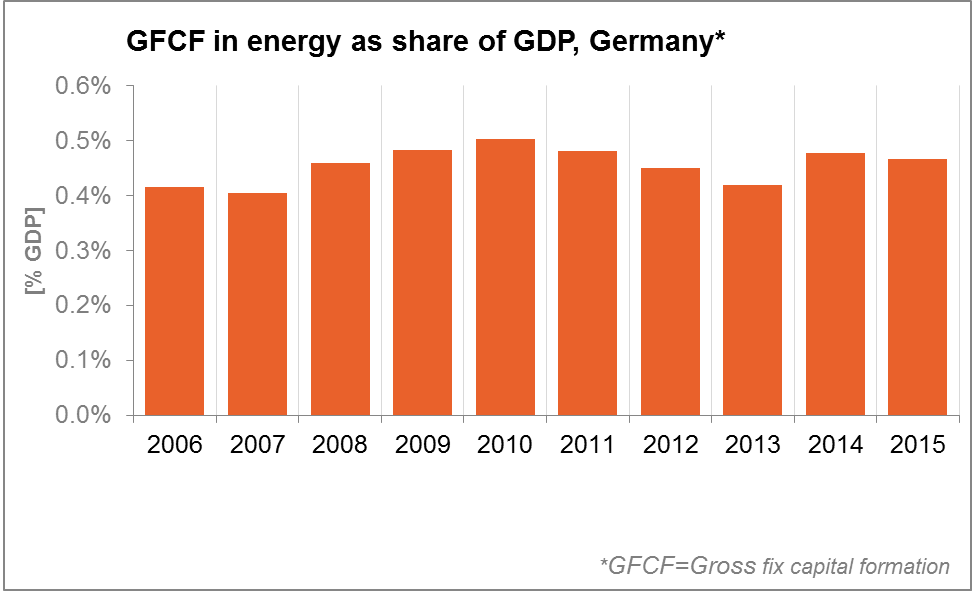 GFCF in energy as share of GDP, Germany*
[% GDP]
0.6%
0.5%
0.4%
0.3%
0.2%
0.1%
0.0%
2006 2007 2008 2009 2010 2011 2012 2013 2014 2015
*GFCF=Gross fix capital formation